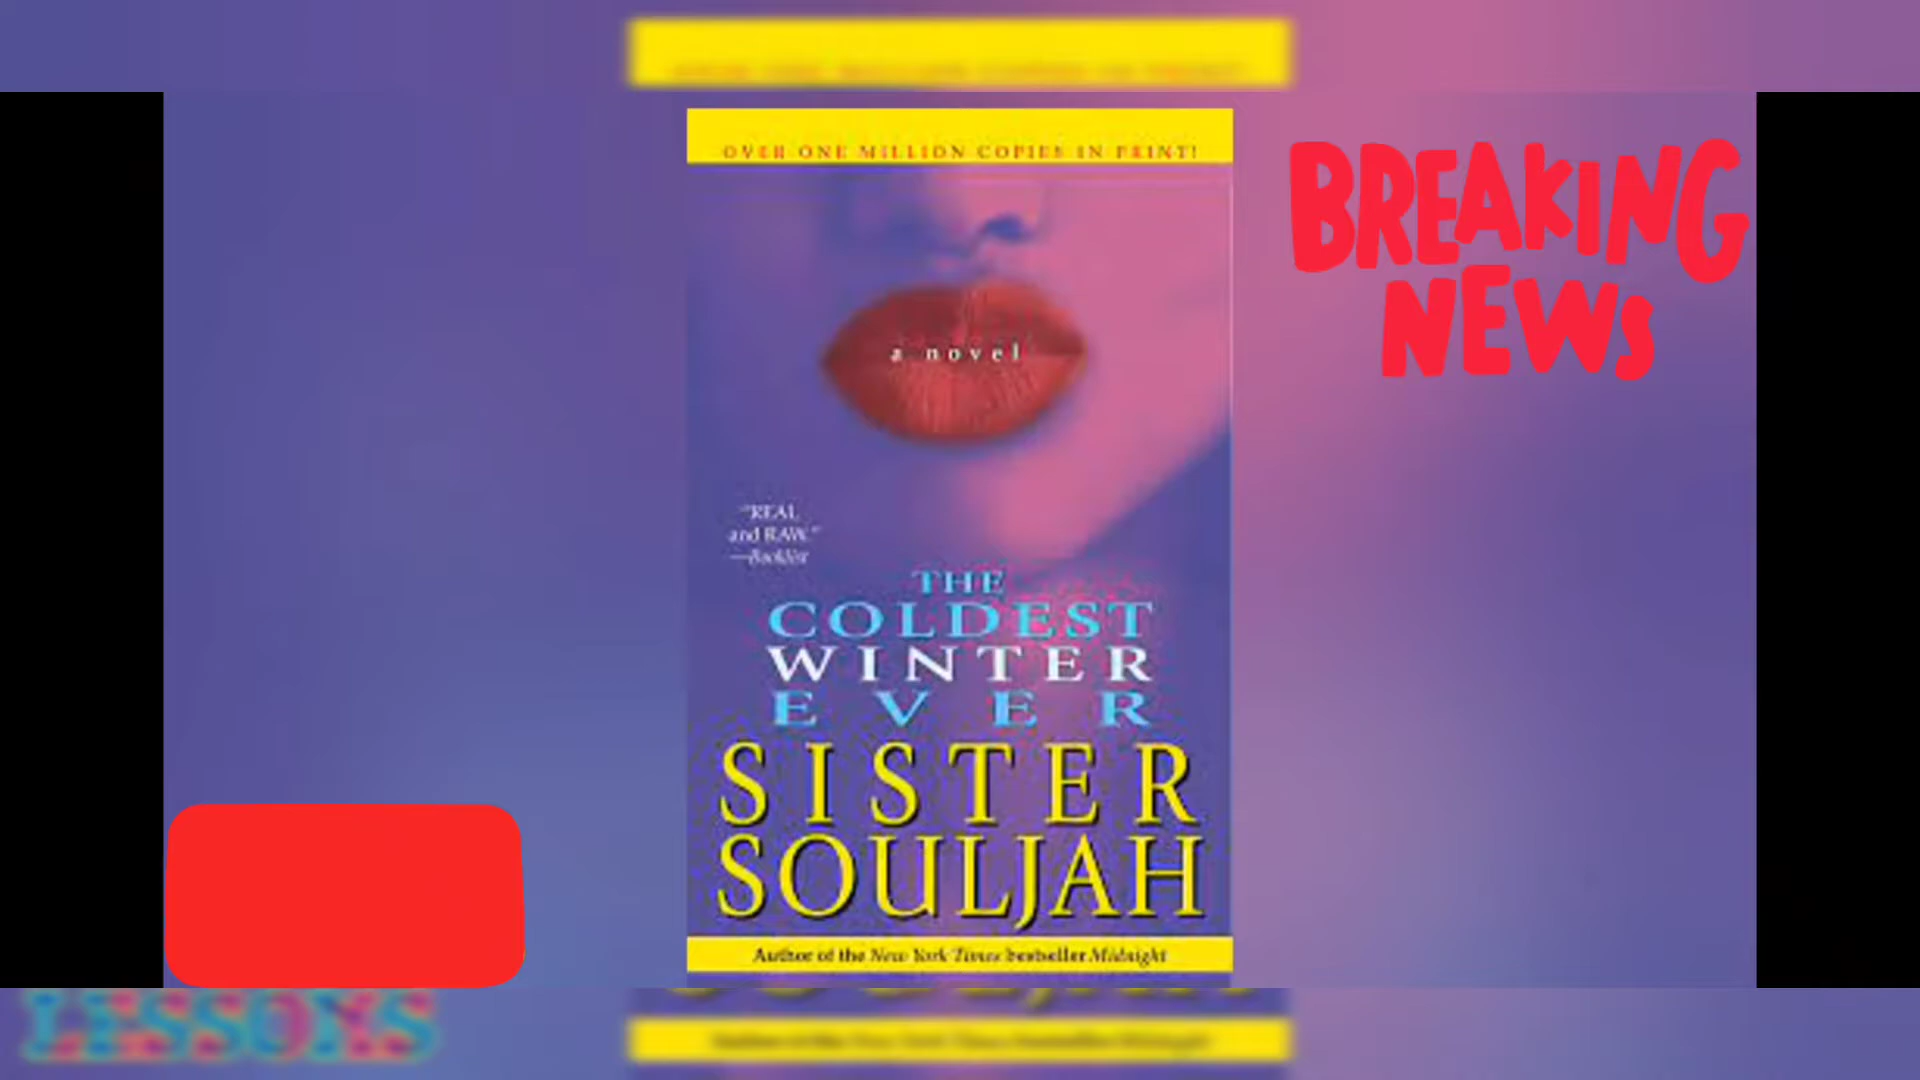 OVER ONE MILLION COPIES IN PRINT!
BREAKING
NEWS
a novel
"REAL
and RAW."
—Booklist
THE
COLDEST
WINTER
EVER
SISTER
SOULJAH
Author of the New York Times bestseller Midnight
LESSONS